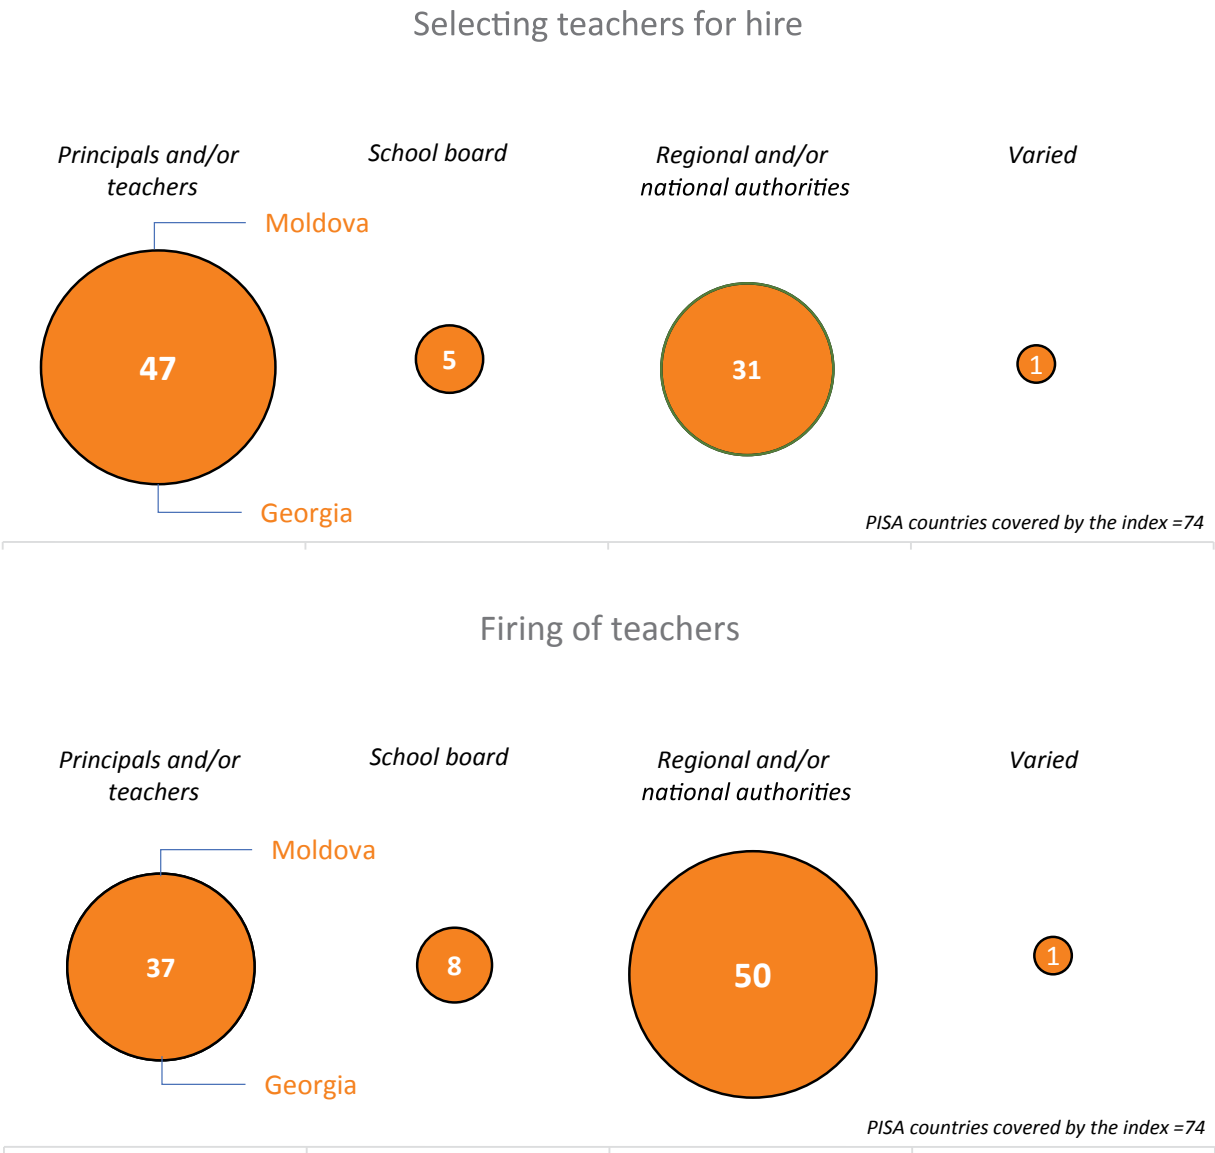 Selecting teachers for hire
Principals and/or
teachers
School board
Regional and/or
national authorities
Varied
Moldova
47
5
31
1
Georgia
PISA countries covered by the index =74
Firing of teachers
Principals and/or
teachers
School board
Regional and/or
national authorities
Varied
Moldova
37
8
50
1
Georgia
PISA countries covered by the index =74